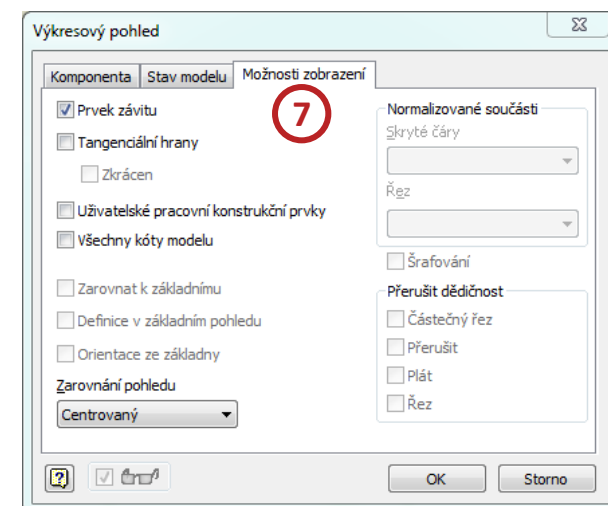 Výkresový pohled
Komponenta Stav modelu Možnosti zobrazení
7
Prvek závitu
Tangenciální hrany
Zkrácen
Uživatelské pracovní konstrukční prvky
Všechny kóty modelu
Zarovnat k základnímu
Definice v základním pohledu
Orientace ze základny
Zarovnání pohledu
Centrovaný
Normalizované součásti
Skryté čáry
Řez
Šrafování
Přerušit dědičnost
Částečný řez
Přerušit
Plát
Řez
OK Storno